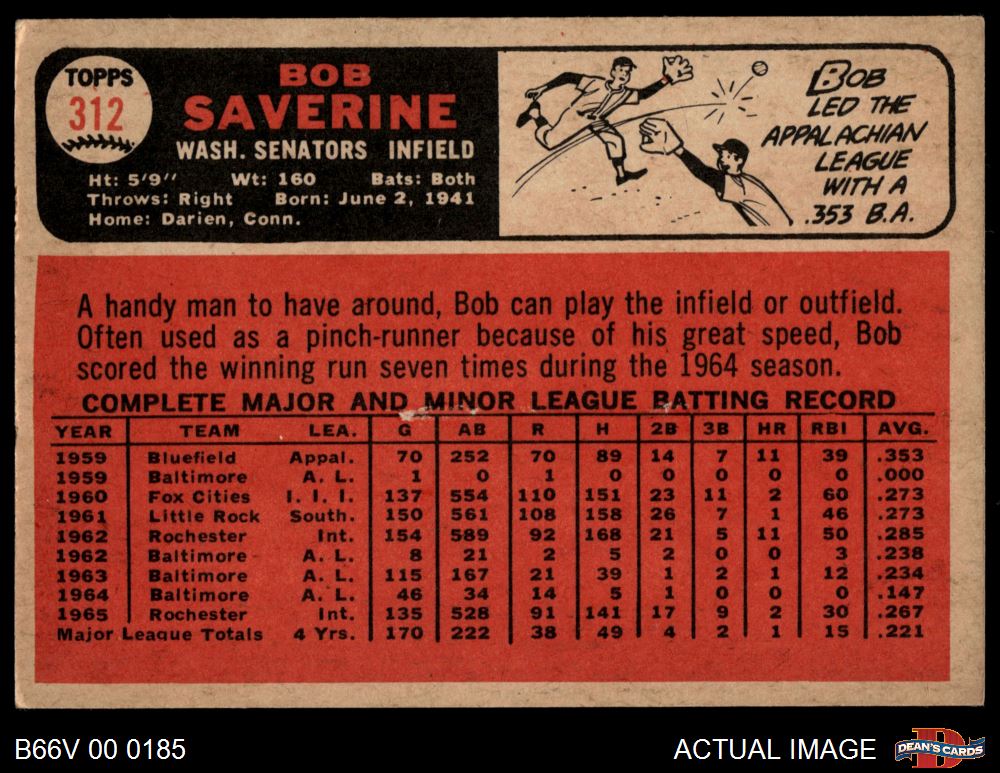 TOPPS
312
BOB
SAVERINE
WASH. SENATORS INFIELD
Ht: 5'9" Wt: 160 Bats: Both
Throws: Right Born: June 2, 1941
Home: Darien, Conn.
BOB
LED THE
APPALACHIAN
LEAGUE
WITH A
.353 B.A.
A handy man to have around, Bob can play the infield or outfield.
Often used as a pinch-runner because of his great speed, Bob
scored the winning run seven times during the 1964 season.
COMPLETE MAJOR AND MINOR LEAGUE BATTING RECORD
YEAR TEAM LEA. G AB R H 2B 3B HR RBI AVG.
1959 Bluefield Appal. 70 252 70 89 14 7 11 39 .353
1959 Baltimore A. L. 1 0 1 0 0 0 0 0 .000
1960 Fox Cities I. I. I. 137 554 110 151 23 11 2 60 .273
1961 Little Rock South. 150 561 108 158 26 7 1 46 .273
1962 Rochester Int. 154 589 92 168 21 5 11 50 .285
1962 Baltimore A. L. 8 21 2 5 2 0 0 3 .238
1963 Baltimore A. L. 115 167 21 39 1 2 1 12 .234
1964 Baltimore A. L. 46 34 14 5 1 0 0 0 .147
1965 Rochester Int. 135 528 91 141 17 9 2 30 .267
Major League Totals 4 Yrs. 170 222 38 49 4 2 1 15 .221
B66V 00 0185
ACTUAL IMAGE
D
DEAN'S CARDS